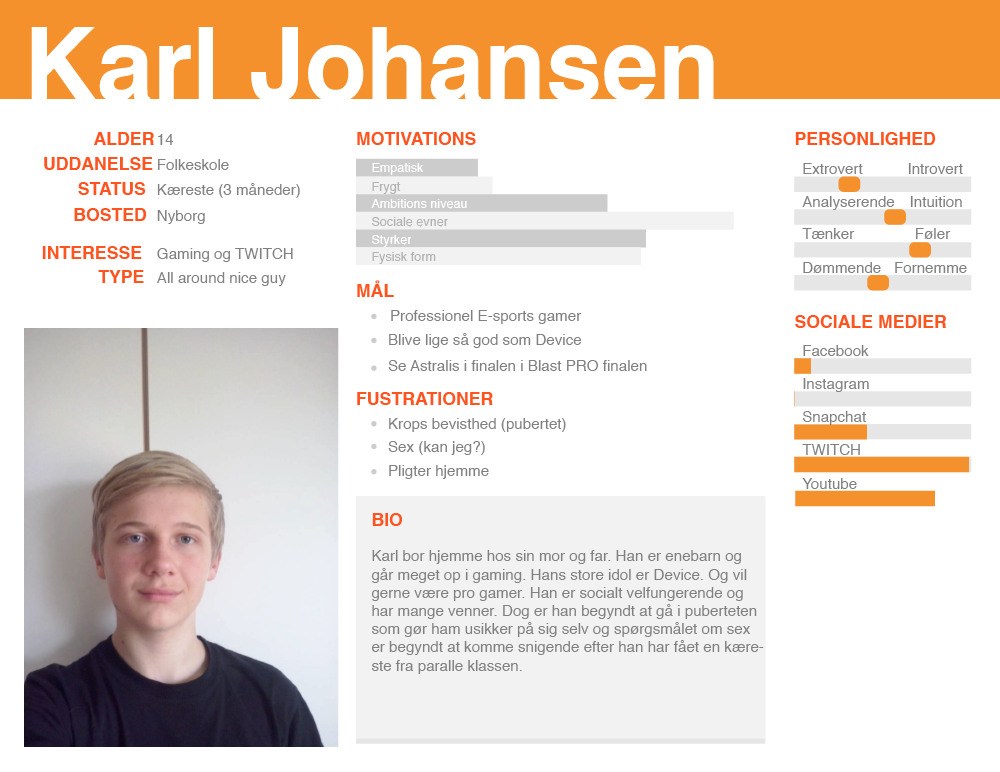 Karl Johansen
ALDER 14
UDDANELSE Folkeskole
STATUS Kæreste (3 måneder)
BOSTED Nyborg
INTERESSE Gaming og TWITCH
TYPE All around nice guy
MOTIVATIONS
Empatisk
Frygt
Ambitions niveau
Sociale evner
Styrker
Fysisk form
MÅL
Professionel E-sports gamer
Blive lige så god som Device
Se Astralis i finalen i Blast PRO finalen
FUSTRATIONER
Krops bevisthed (pubertet)
Sex (kan jeg?)
Pligter hjemme
BIO
Karl bor hjemme hos sin mor og far. Han er enebarn og
går meget op i gaming. Hans store idol er Device. Og vil
gerne være pro gamer. Han er socialt velfungerende og
har mange venner. Dog er han begyndt at gå i puberteten
som gør ham usikker på sig selv og spørgsmålet om sex
er begyndt at komme snigende efter han har fået en kære-
ste fra paralle klassen.
PERSONLIGHED
Extrovert Introvert
Analyserende Intuition
Tænker Føler
Dømmende Fornemme
SOCIALE MEDIER
Facebook
Instagram
Snapchat
TWITCH
Youtube